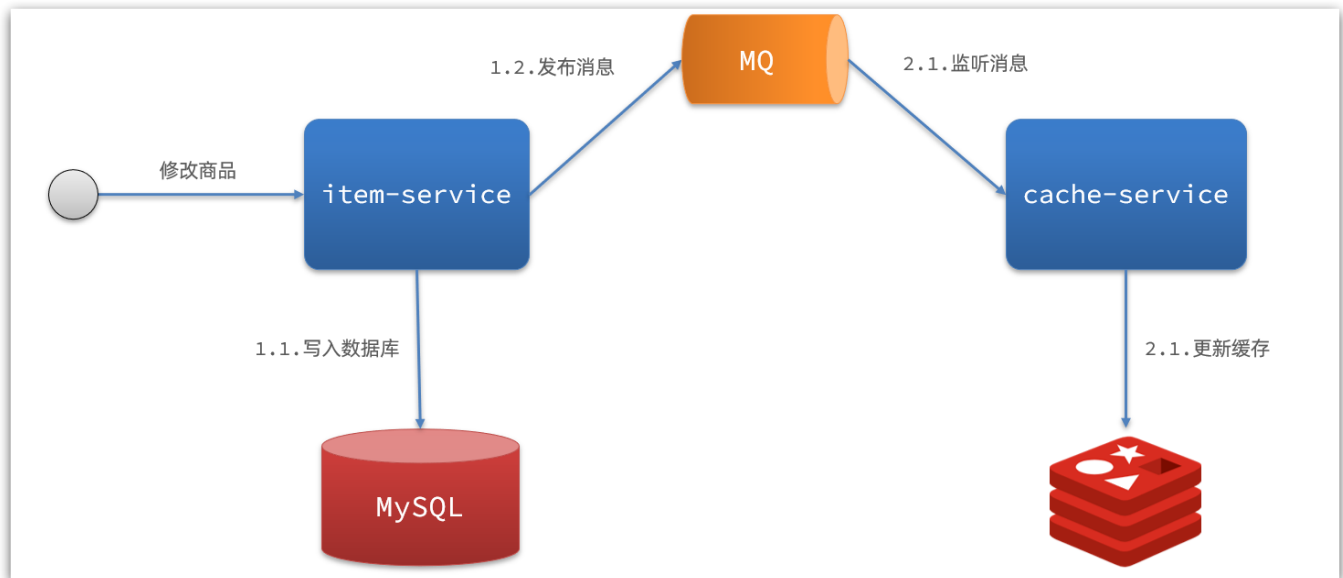 MQ
1.2.发布消息
2.1.监听消息
修改商品
item-service
cache-service
1.1.写入数据库
2.1.更新缓存
MySQL